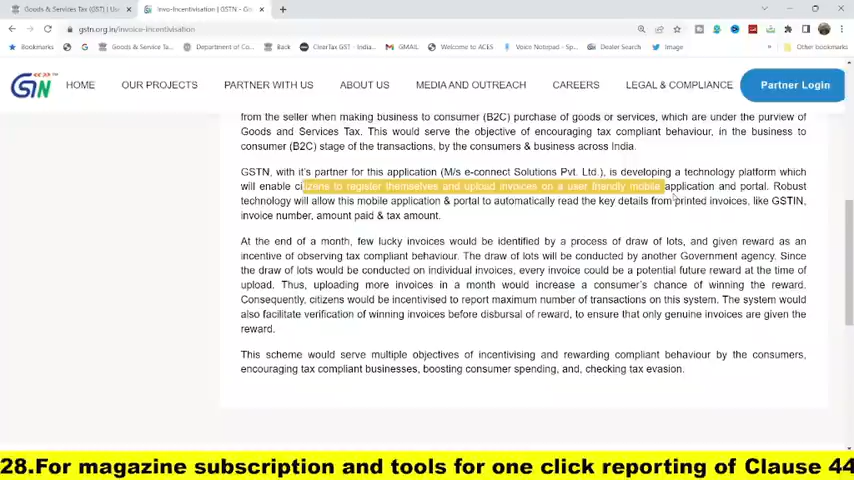 Goods & Services Tax (GST) | Us
Invo-Incentivisation | GSTN - Go
gstn.org.in/invoice-incentivisation
Bookmarks
Goods & Service Ta...
Department of Co...
Back
ClearTax GST - India...
GMAIL
Welcome to ACES
Voice Notepad - Sp...
Dealer Search
Image
Other bookmarks
GSTN
HOME
OUR PROJECTS
PARTNER WITH US
ABOUT US
MEDIA AND OUTREACH
CAREERS
LEGAL & COMPLIANCE
Partner Login
from the seller when making business to consumer (B2C) purchase of goods or services, which are under the purview of
Goods and Services Tax. This would serve the objective of encouraging tax compliant behaviour, in the business to
consumer (B2C) stage of the transactions, by the consumers & business across India.
GSTN, with it's partner for this application (M/s e-connect Solutions Pvt. Ltd.), is developing a technology platform which
will enable citizens to register themselves and upload invoices on a user friendly mobile application and portal. Robust
technology will allow this mobile application & portal to automatically read the key details from printed invoices, like GSTIN,
invoice number, amount paid & tax amount.
At the end of a month, few lucky invoices would be identified by a process of draw of lots, and given reward as an
incentive of observing tax compliant behaviour. The draw of lots will be conducted by another Government agency. Since
the draw of lots would be conducted on individual invoices, every invoice could be a potential future reward at the time of
upload. Thus, uploading more invoices in a month would increase a consumer's chance of winning the reward.
Consequently, citizens would be incentivised to report maximum number of transactions on this system. The system would
also facilitate verification of winning invoices before disbursal of reward, to ensure that only genuine invoices are given the
reward.
This scheme would serve multiple objectives of incentivising and rewarding compliant behaviour by the consumers,
encouraging tax compliant businesses, boosting consumer spending, and, checking tax evasion.
28.For magazine subscription and tools for one click reporting of Clause 44